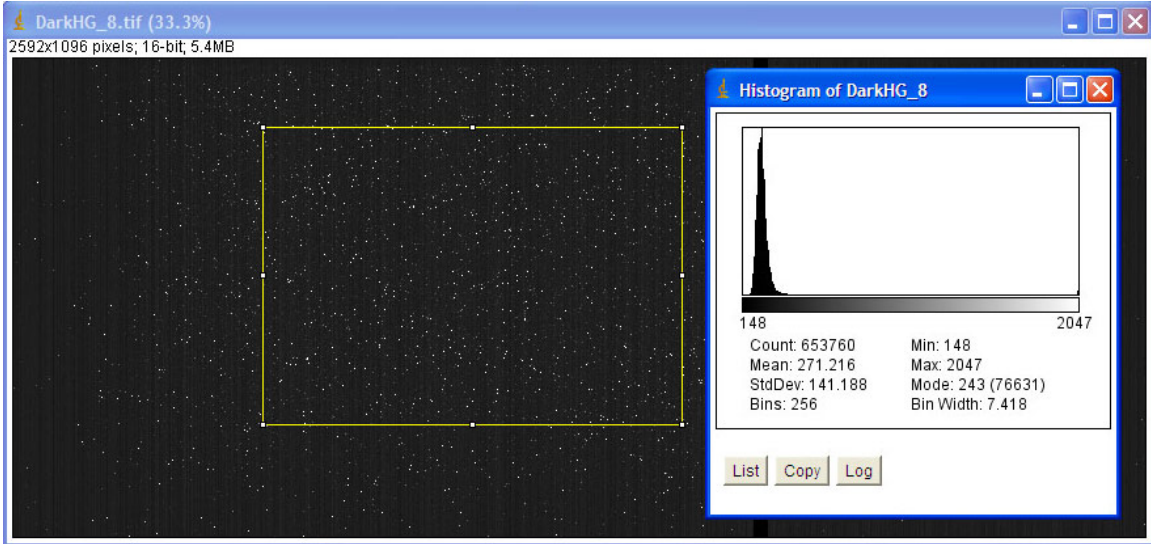 DarkHG_8.tif (33.3%)
2592x1096 pixels; 16-bit; 5.4MB
Histogram of DarkHG_8
148 2047
Count: 653760 Min: 148
Mean: 271.216 Max: 2047
StdDev: 141.188 Mode: 243 (76631)
Bins: 256 Bin Width: 7.418
List Copy Log